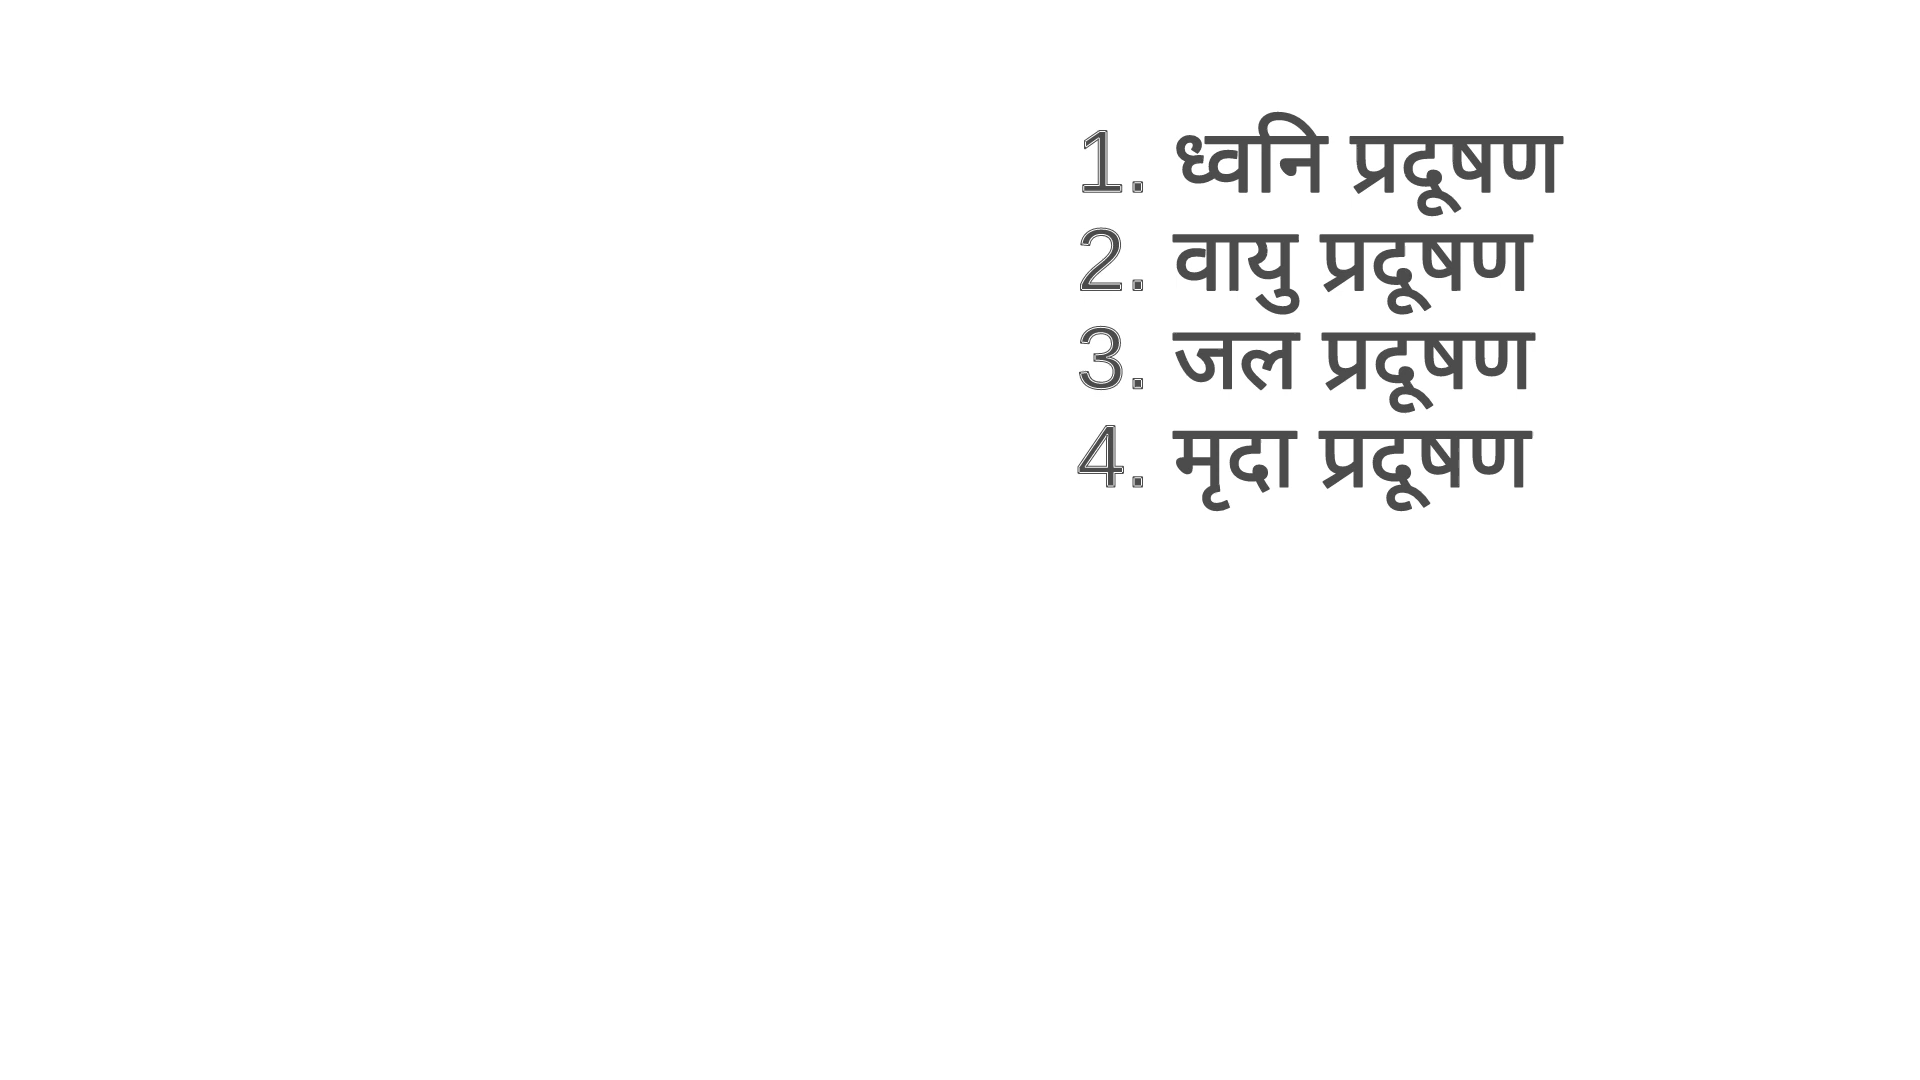 1. ध्वनि प्रदूषण
2. वायु प्रदूषण
3. जल प्रदूषण
4. मृदा प्रदूषण